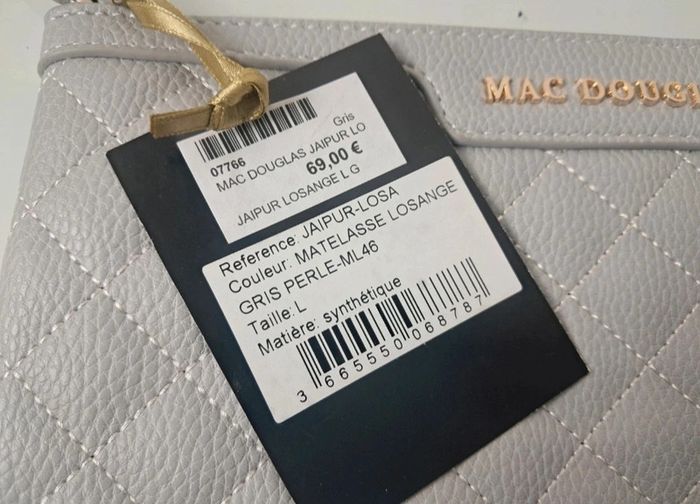 MAC DOUGL
Gris
07766
MAC DOUGLAS JAIPUR LO
69,00 €
JAIPUR LOSANGE L G
Reference: JAIPUR-LOSA
Couleur: MATELASSE LOSANGE
GRIS PERLE-ML46
Taille: L
Matière: synthétique
3 665550 068787